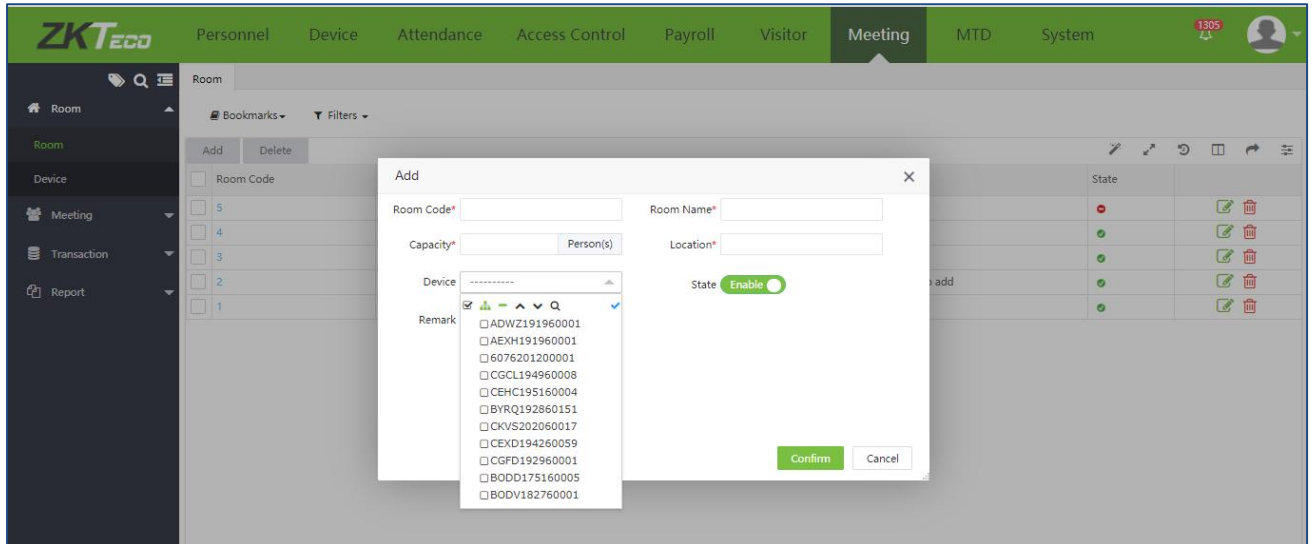 ZKTeco Personnel Device Attendance Access Control Payroll Visitor Meeting MTD System 1305
Room
Room
Bookmarks Filters
Room
Add Delete
Device
Room Code State
Meeting
5
4
Transaction
3
2 add
Report
1
Add
Room Code* Room Name*
Capacity* Person(s) Location*
Device ---------- State Enable
Remark
ADWZ191960001
AEXH191960001
6076201200001
CGCL194960008
CEHC195160004
BYRQ192860151
CKVS202060017
CEXD194260059
CGFD192960001
BODD175160005
BODV182760001
Confirm Cancel